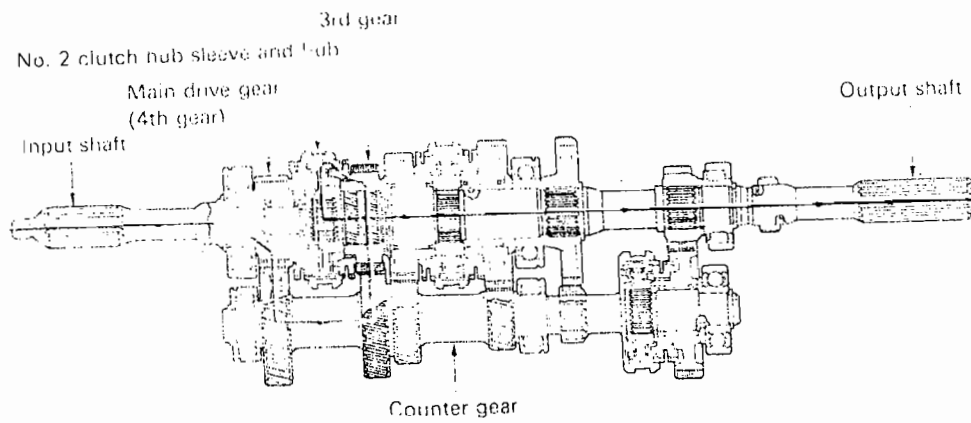 3rd gear
No. 2 clutch hub sleeve and hub
Main drive gear
(4th gear)
Output shaft
Input shaft
Counter gear